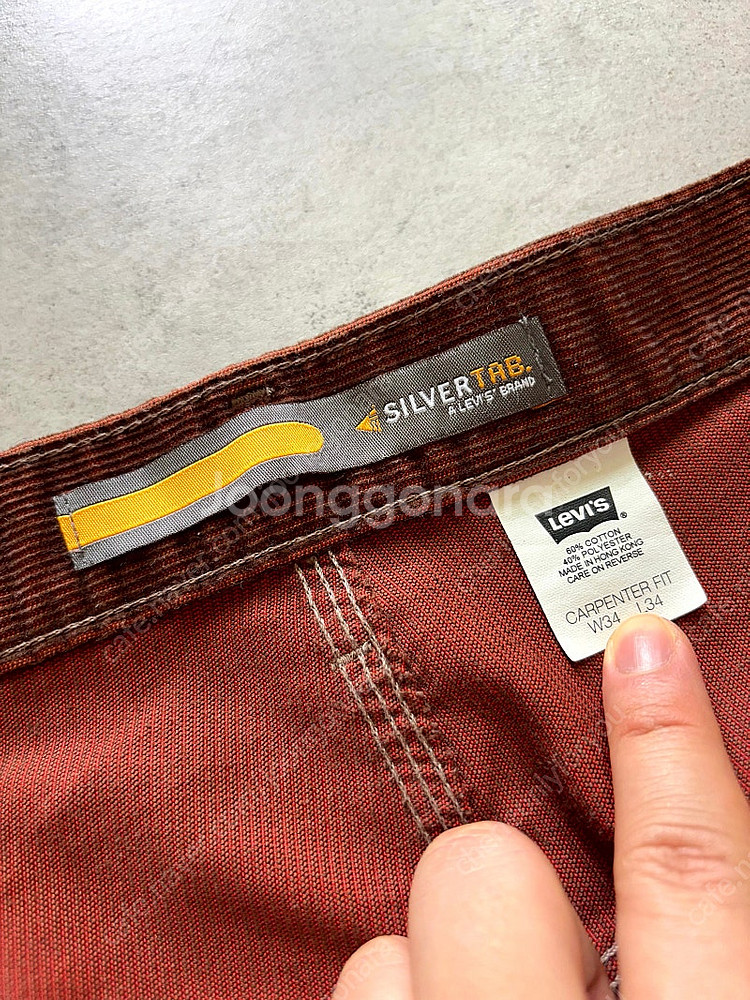 SILVERTAB.
A LEVI'S' BRAND
Joonggonara
Levi's®
60% COTTON
40% POLYESTER
MADE IN HONG KONG
CARE ON REVERSE
CARPENTER FIT
W34 L34